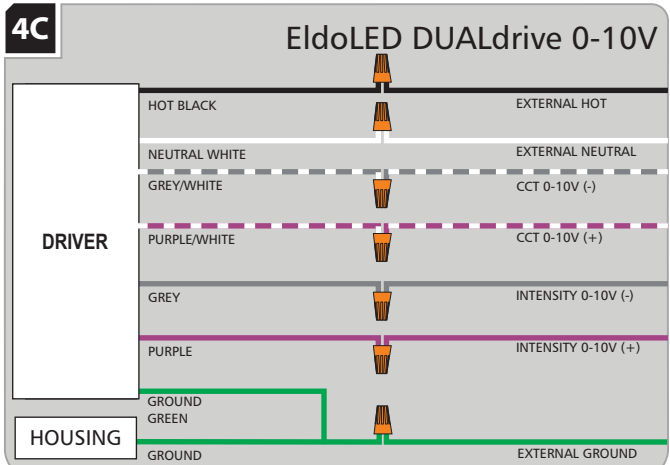 4C
EldoLED DUALdrive 0-10V
HOT BLACK
EXTERNAL HOT
NEUTRAL WHITE
EXTERNAL NEUTRAL
GREY/WHITE
CCT 0-10V (-)
DRIVER
PURPLE/WHITE
CCT 0-10V (+)
GREY
INTENSITY 0-10V (-)
PURPLE
INTENSITY 0-10V (+)
GROUND
GREEN
HOUSING
GROUND
EXTERNAL GROUND